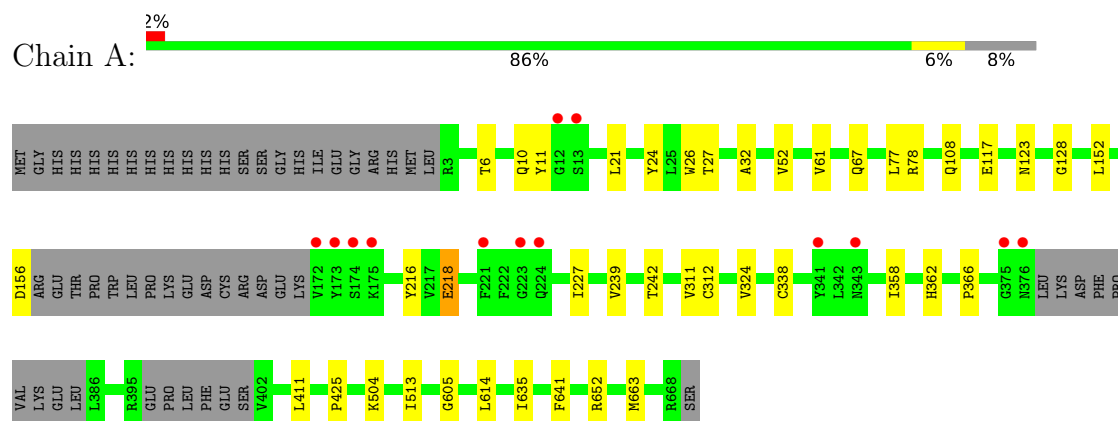 2%
Chain A:
86% 6% 8%
MET GLY HIS HIS HIS HIS HIS HIS HIS HIS HIS HIS SER SER GLY HIS ILE GLU GLY ARG HIS MET LEU R3 T6 Q10 Y11 G12 S13 L21 Y24 L25 W26 T27 A32 V52 V61 Q67 L77 R78 Q108 E117 N123 G128 L152
D156 ARG GLU THR PRO TRP LEU PRO LYS GLU ASP CYS ARG ASP GLU LYS V172 Y173 S174 K175 Y216 V217 E218 F221 F222 G223 Q224 I227 V239 T242 V311 C312 V324 C338 Y341 L342 N343 I358 H362 P366 G375 N376 LEU LYS ASP PHE PRO
VAL LYS GLU LEU L386 R395 GLU PRO LEU PHE GLU SER V402 L411 P425 K504 I513 G605 L614 I635 F641 R652 M663 R668 SER